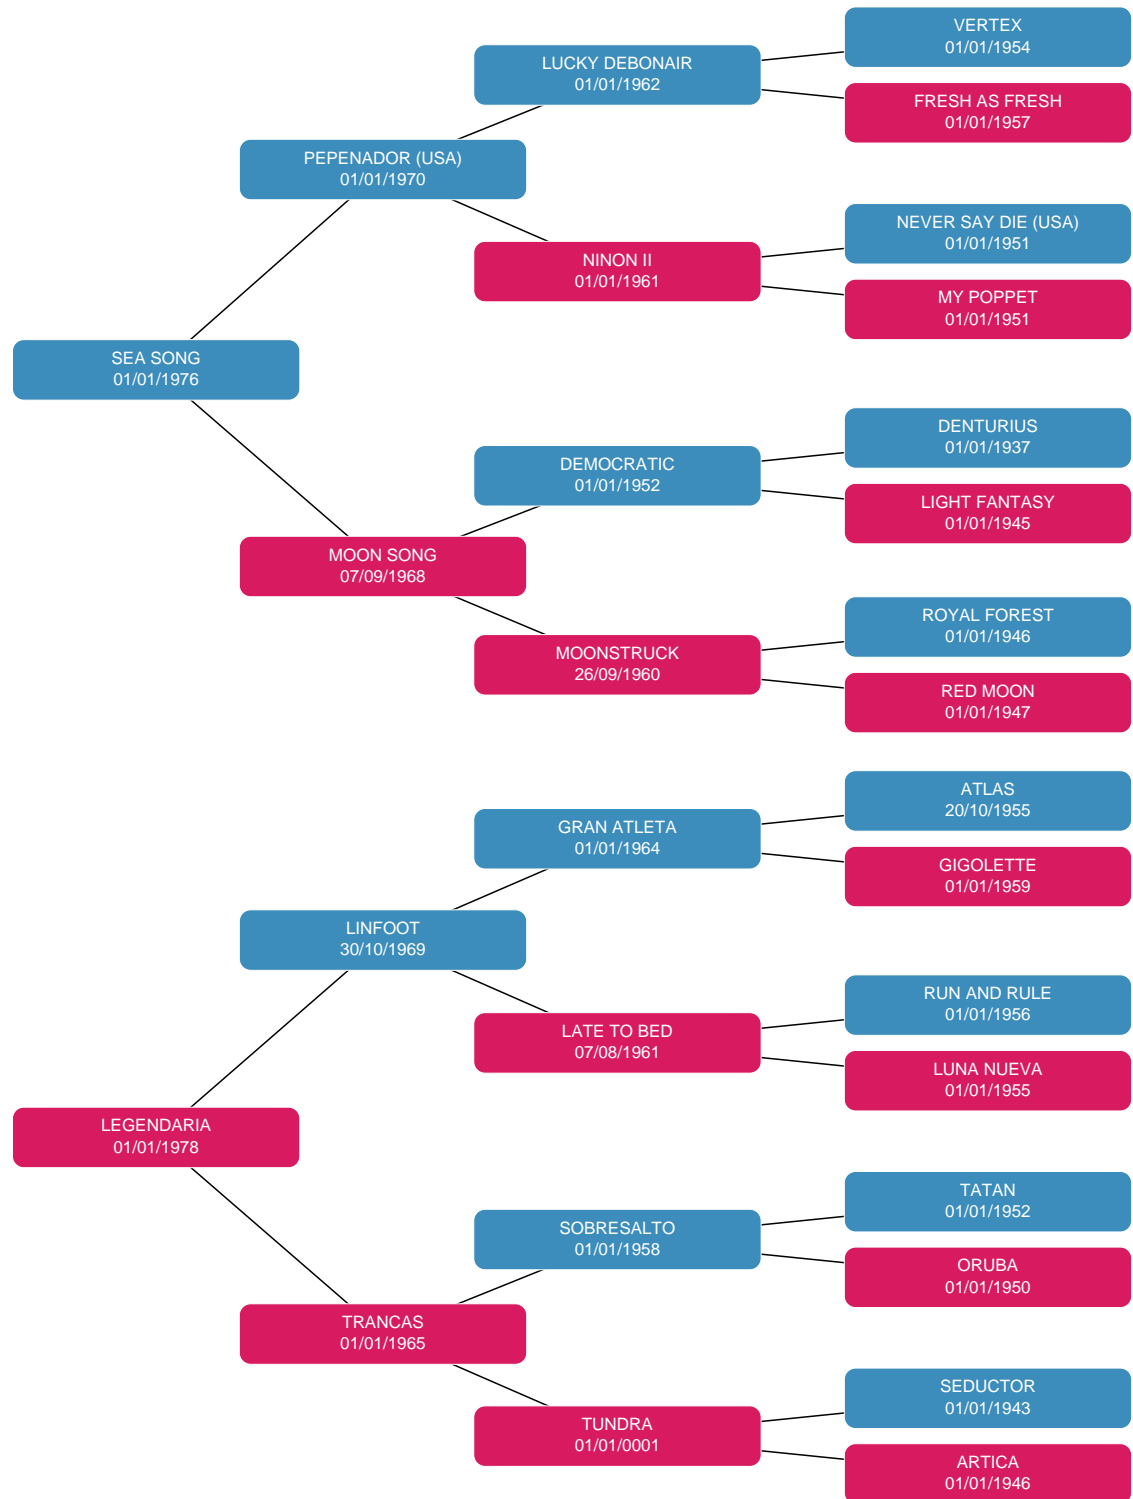 VERTEX
01/01/1954
LUCKY DEBONAIR
01/01/1962
FRESH AS FRESH
01/01/1957
PEPENADOR (USA)
01/01/1970
NEVER SAY DIE (USA)
01/01/1951
NINON II
01/01/1961
MY POPPET
01/01/1951
SEA SONG
01/01/1976
DENTURIUS
01/01/1937
DEMOCRATIC
01/01/1952
LIGHT FANTASY
01/01/1945
MOON SONG
07/09/1968
ROYAL FOREST
01/01/1946
MOONSTRUCK
26/09/1960
RED MOON
01/01/1947
ATLAS
20/10/1955
GRAN ATLETA
01/01/1964
GIGOLETTE
01/01/1959
LINFOOT
30/10/1969
RUN AND RULE
01/01/1956
LATE TO BED
07/08/1961
LUNA NUEVA
01/01/1955
LEGENDARIA
01/01/1978
TATAN
01/01/1952
SOBRESALTO
01/01/1958
ORUBA
01/01/1950
TRANCAS
01/01/1965
SEDUCTOR
01/01/1943
TUNDRA
01/01/0001
ARTICA
01/01/1946